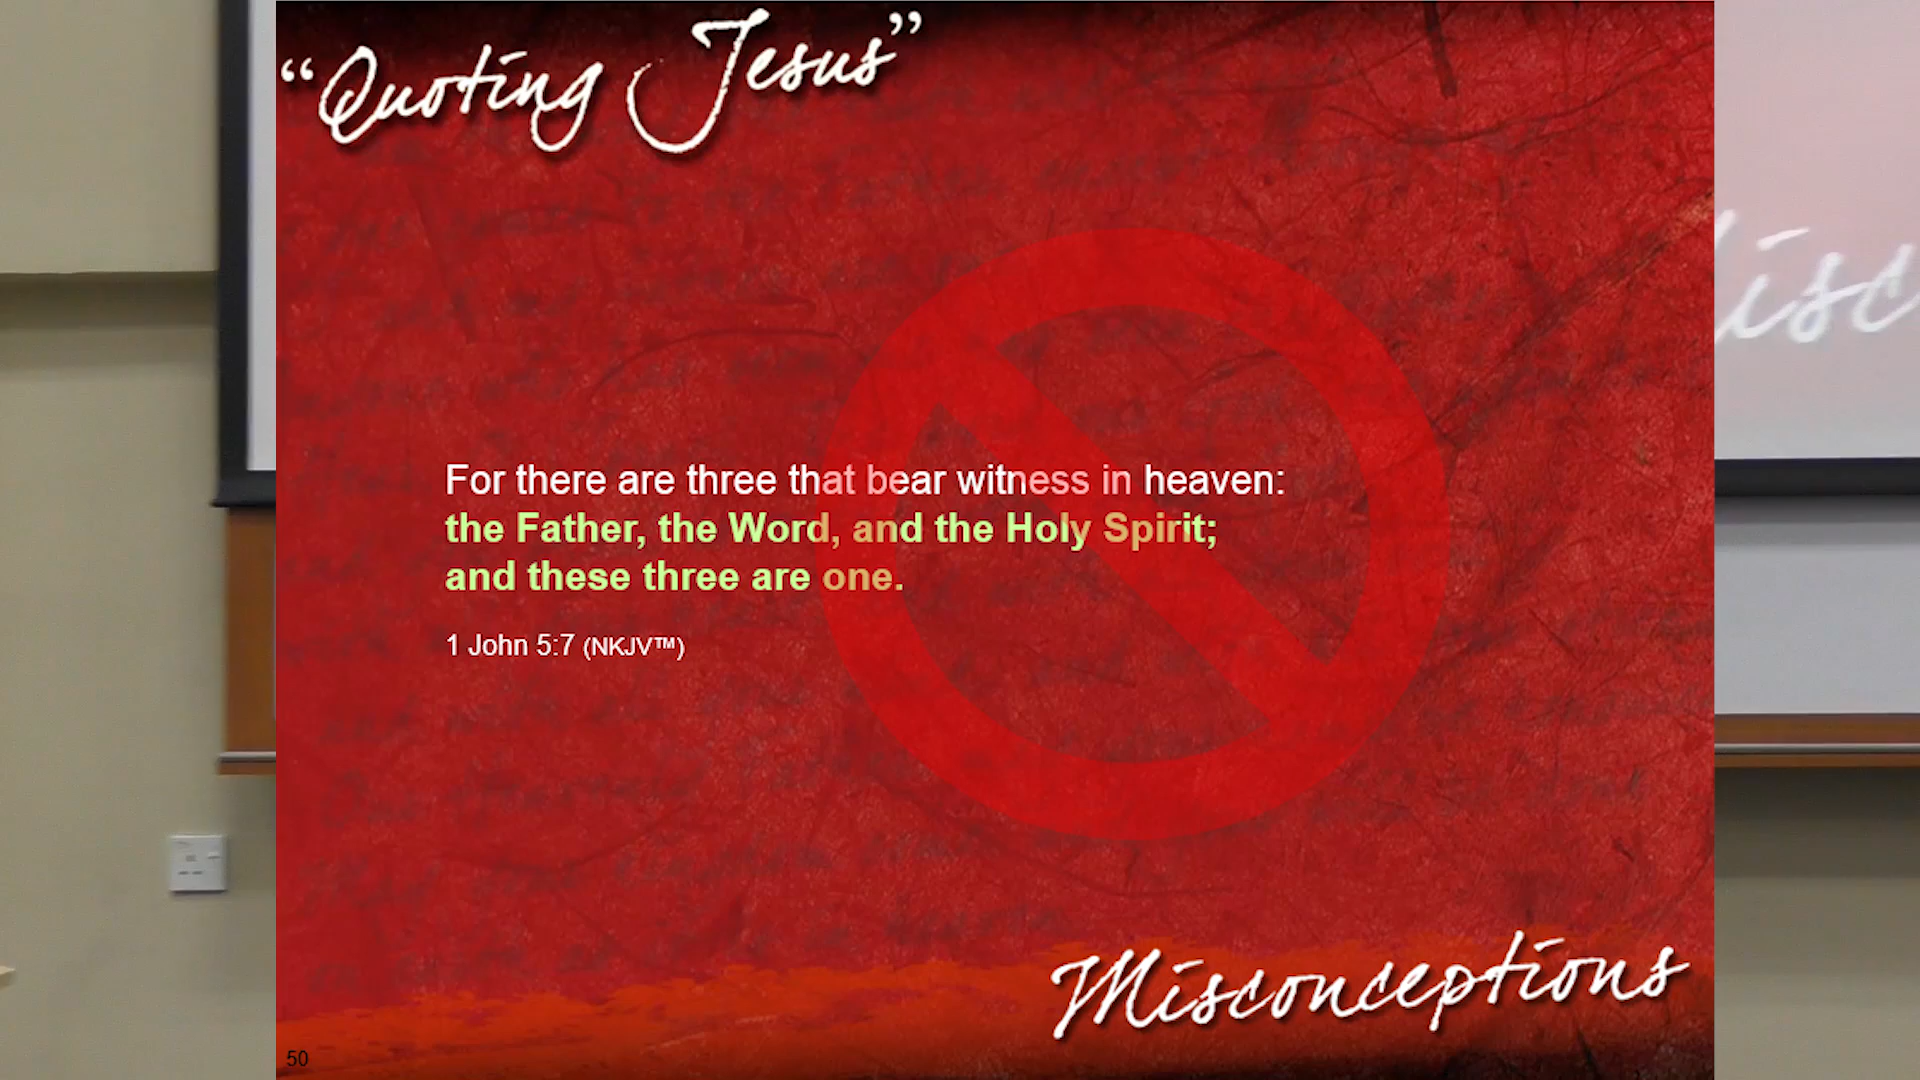 “Quoting Jesus”
For there are three that bear witness in heaven:
the Father, the Word, and the Holy Spirit;
and these three are one.
1 John 5:7 (NKJV™)
Misconceptions
50
isc